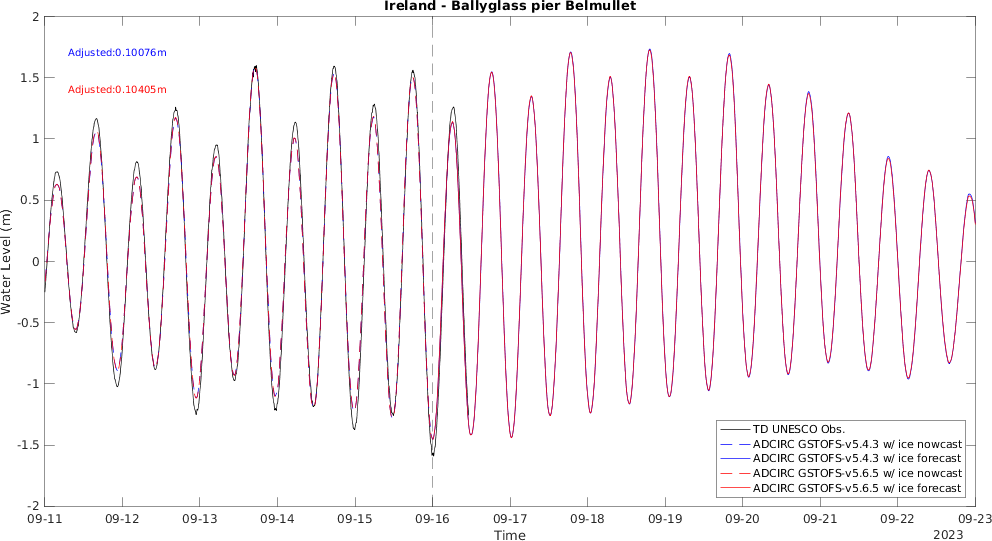 Ireland - Ballyglass pier Belmullet
2
1.5
1
0.5
0
-0.5
-1
-1.5
-2
Water Level (m)
Adjusted:0.10076m
Adjusted:0.10405m
TD UNESCO Obs.
ADCIRC GSTOFS-v5.4.3 w/ ice nowcast
ADCIRC GSTOFS-v5.4.3 w/ ice forecast
ADCIRC GSTOFS-v5.6.5 w/ ice nowcast
ADCIRC GSTOFS-v5.6.5 w/ ice forecast
09-11 09-12 09-13 09-14 09-15 09-16 09-17 09-18 09-19 09-20 09-21 09-22 09-23
Time
2023